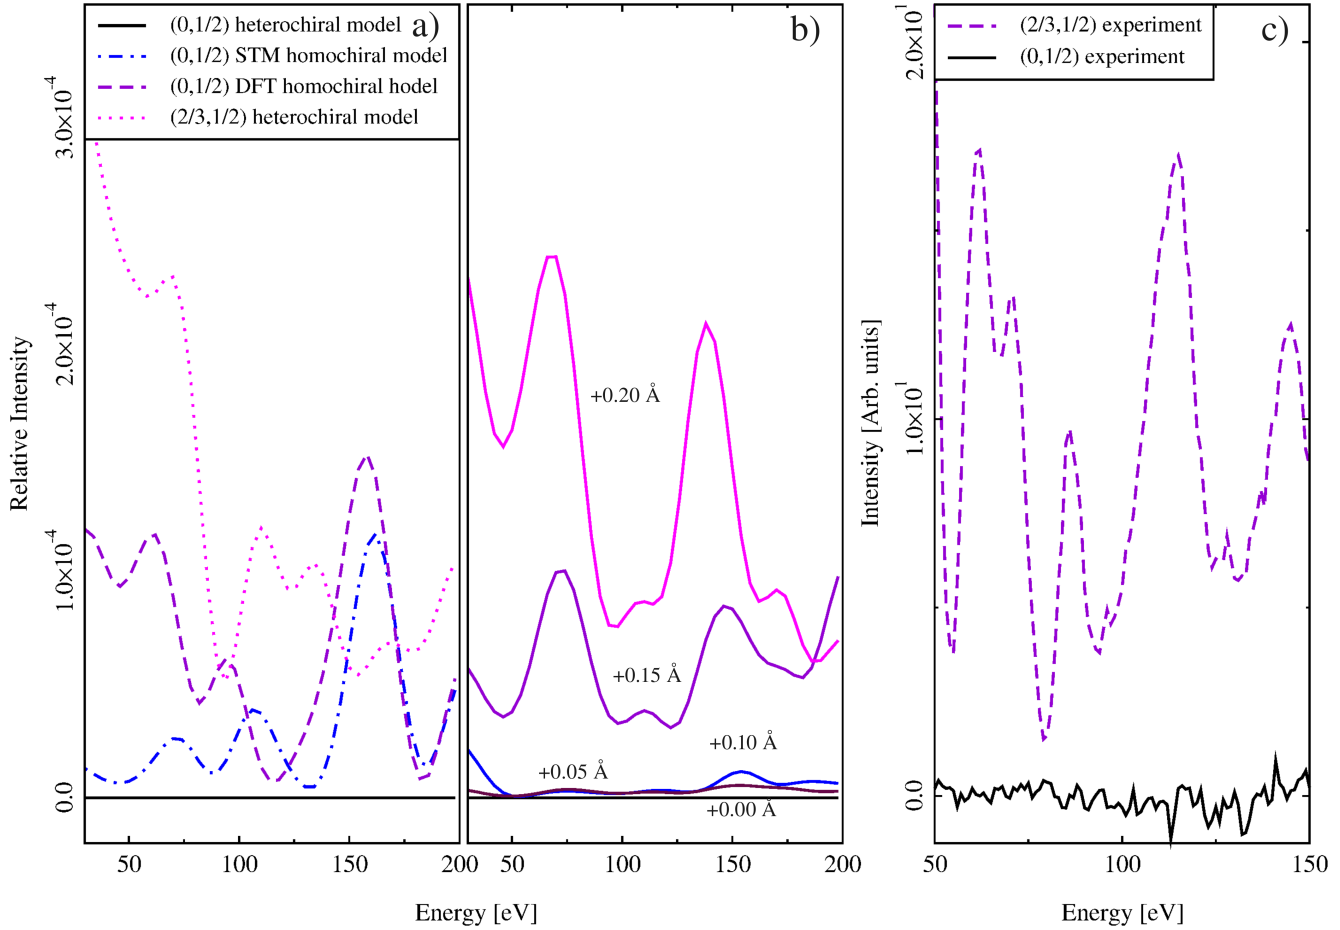 (0,1/2) heterochiral model
(0,1/2) STM homochiral model
(0,1/2) DFT homochiral hodel
(2/3,1/2) heterochiral model
a)
b)
c)
(2/3,1/2) experiment
(0,1/2) experiment
Relative Intensity
3.0×10⁻⁴
2.0×10⁻⁴
1.0×10⁻⁴
0.0
50 100 150 200
+0.20 Å
+0.15 Å
+0.10 Å
+0.05 Å
+0.00 Å
50 100 150 200
Energy [eV]
Intensity [Arb. units]
2.0×10¹
1.0×10¹
0.0
50 100 150
Energy [eV]